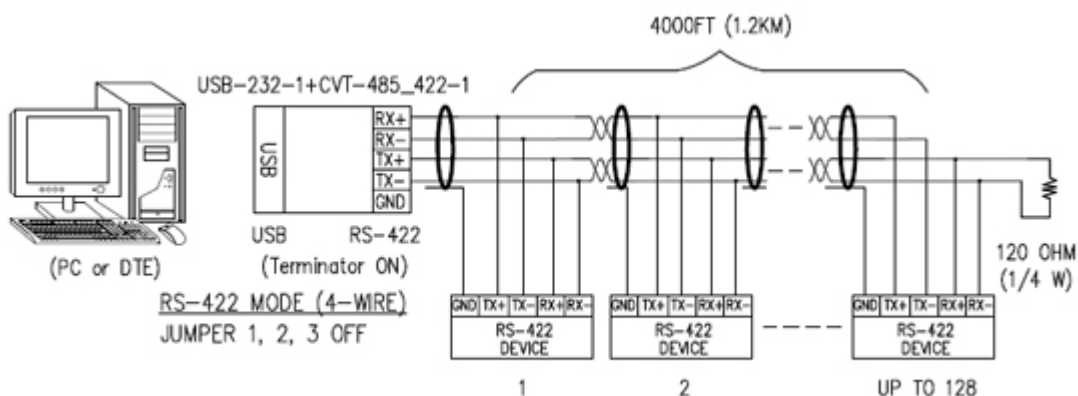 4000FT (1.2KM)
USB-232-1+CVT-485_422-1
USB
RX+
RX-
TX+
TX-
GND
USB RS-422
(Terminator ON)
(PC or DTE)
RS-422 MODE (4-WIRE)
JUMPER 1, 2, 3 OFF
120 OHM
(1/4 W)
GND TX+ TX- RX+ RX-
RS-422
DEVICE
1
GND TX+ TX- RX+ RX-
RS-422
DEVICE
2
GND TX+ TX- RX+ RX-
RS-422
DEVICE
UP TO 128